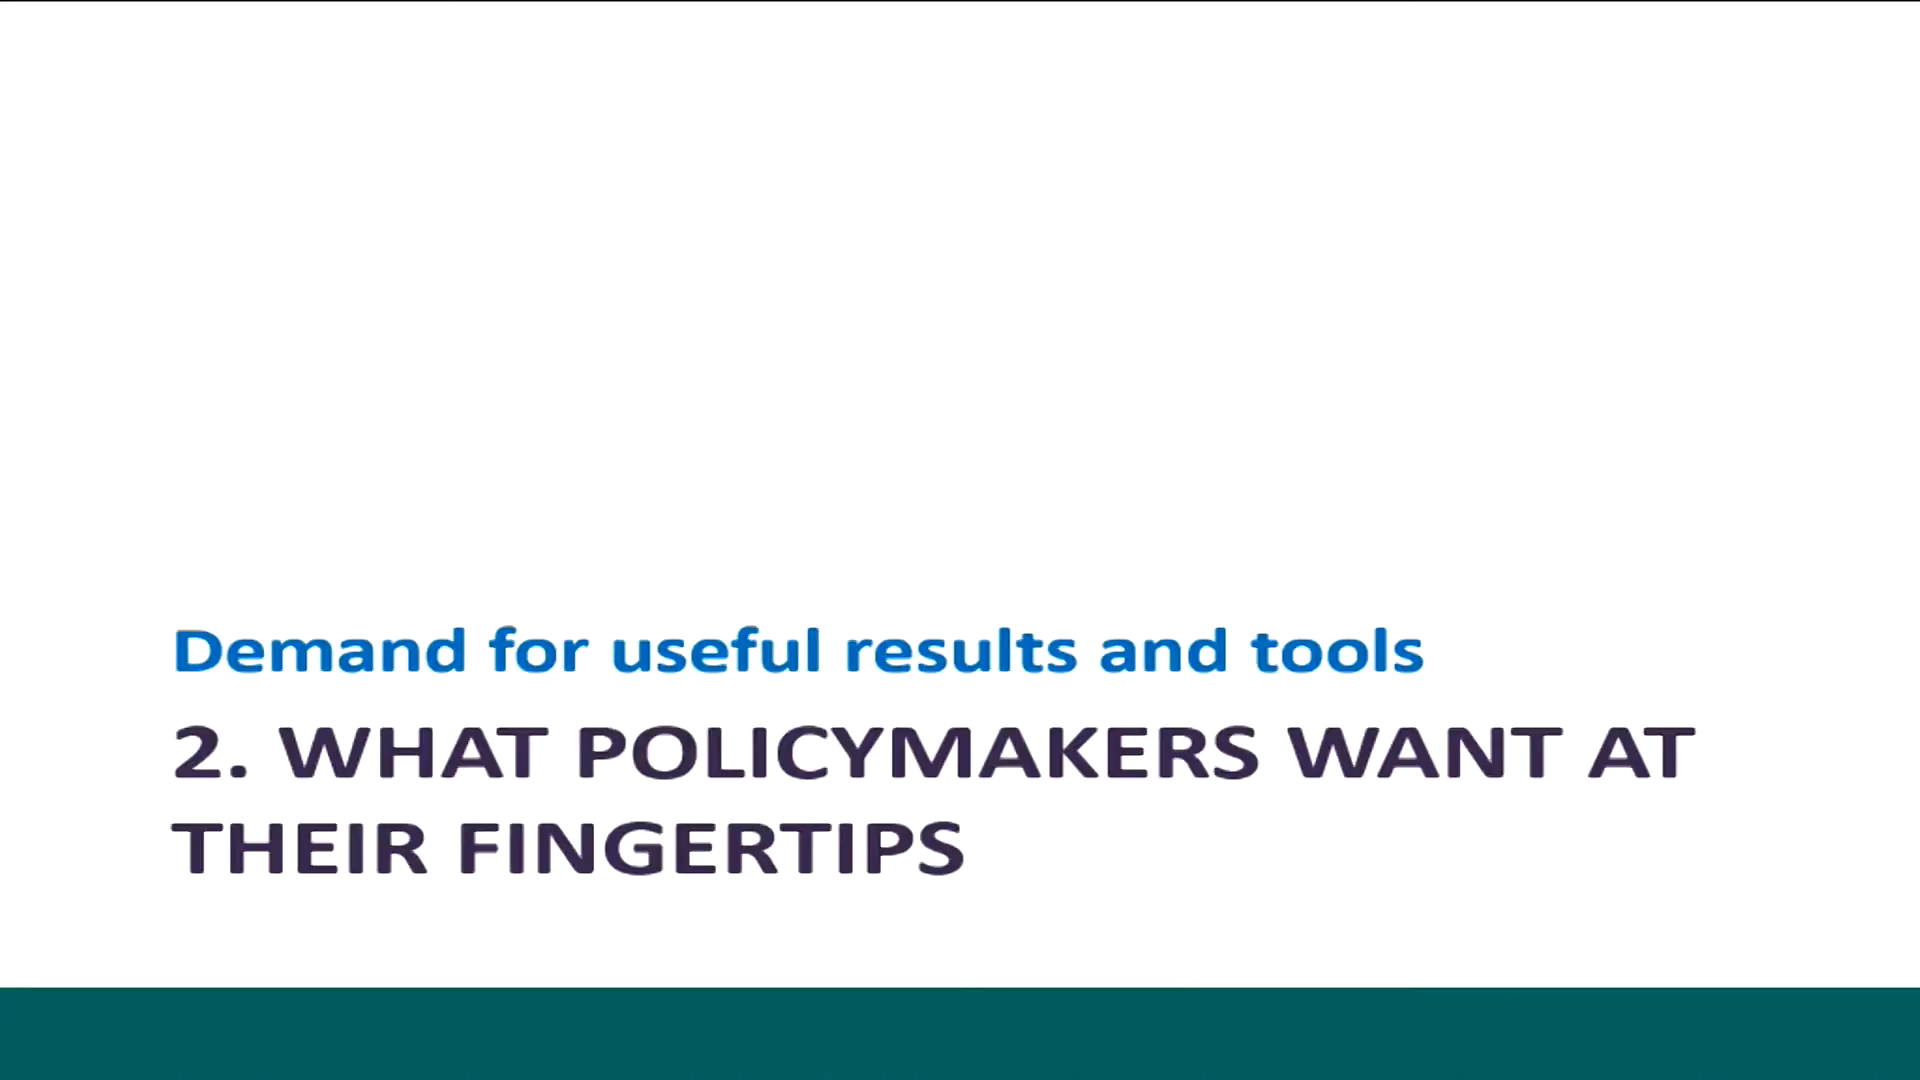 Demand for useful results and tools
2. WHAT POLICYMAKERS WANT AT
THEIR FINGERTIPS